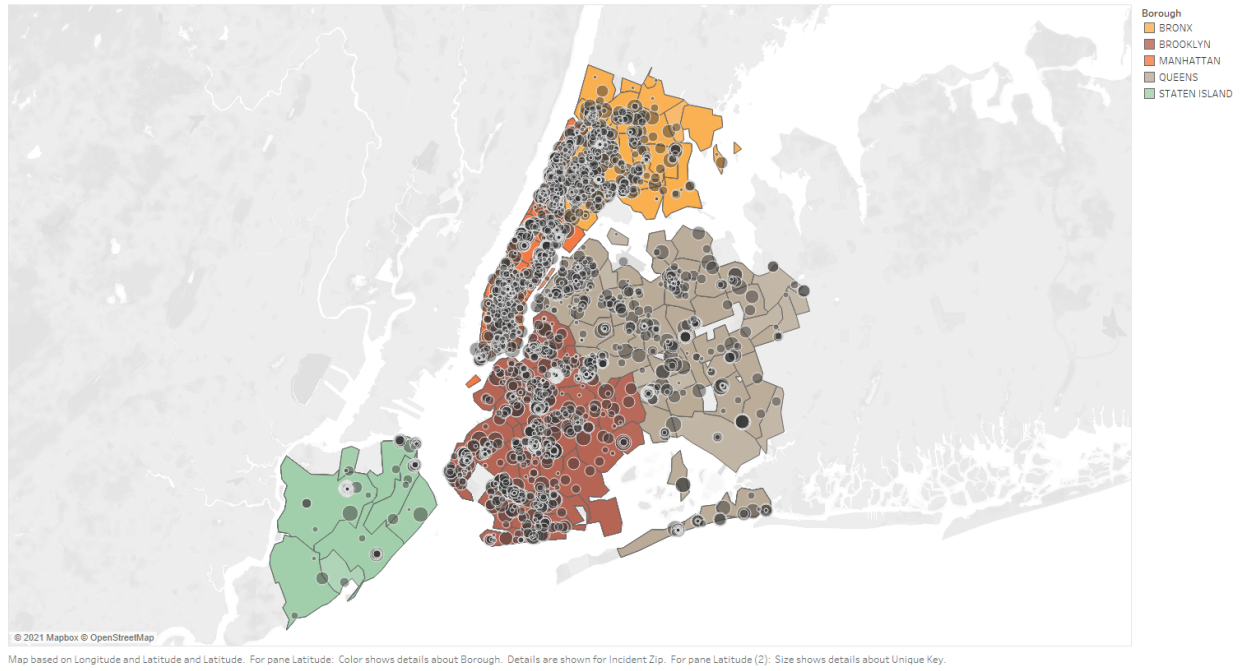 Borough
BRONX
BROOKLYN
MANHATTAN
QUEENS
STATEN ISLAND
© 2021 Mapbox © OpenStreetMap
Map based on Longitude and Latitude and Latitude. For pane Latitude: Color shows details about Borough. Details are shown for Incident Zip. For pane Latitude (2): Size shows details about Unique Key.